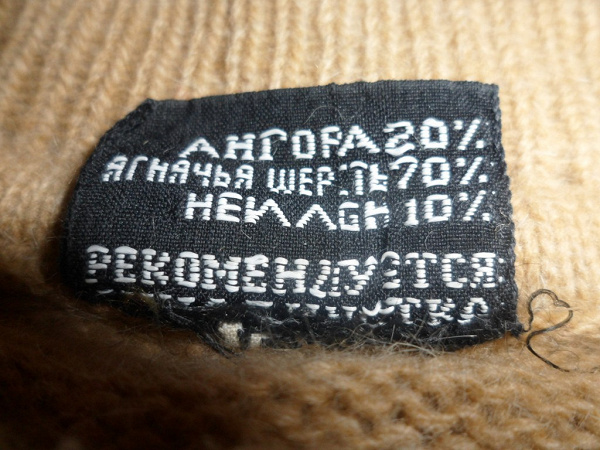 АНГОРА 20%
ЯГНЯЧЬЯ ШЕРСТЬ 70%
НЕЙЛОН 10%
РЕКОМЕНДУЕТСЯ: